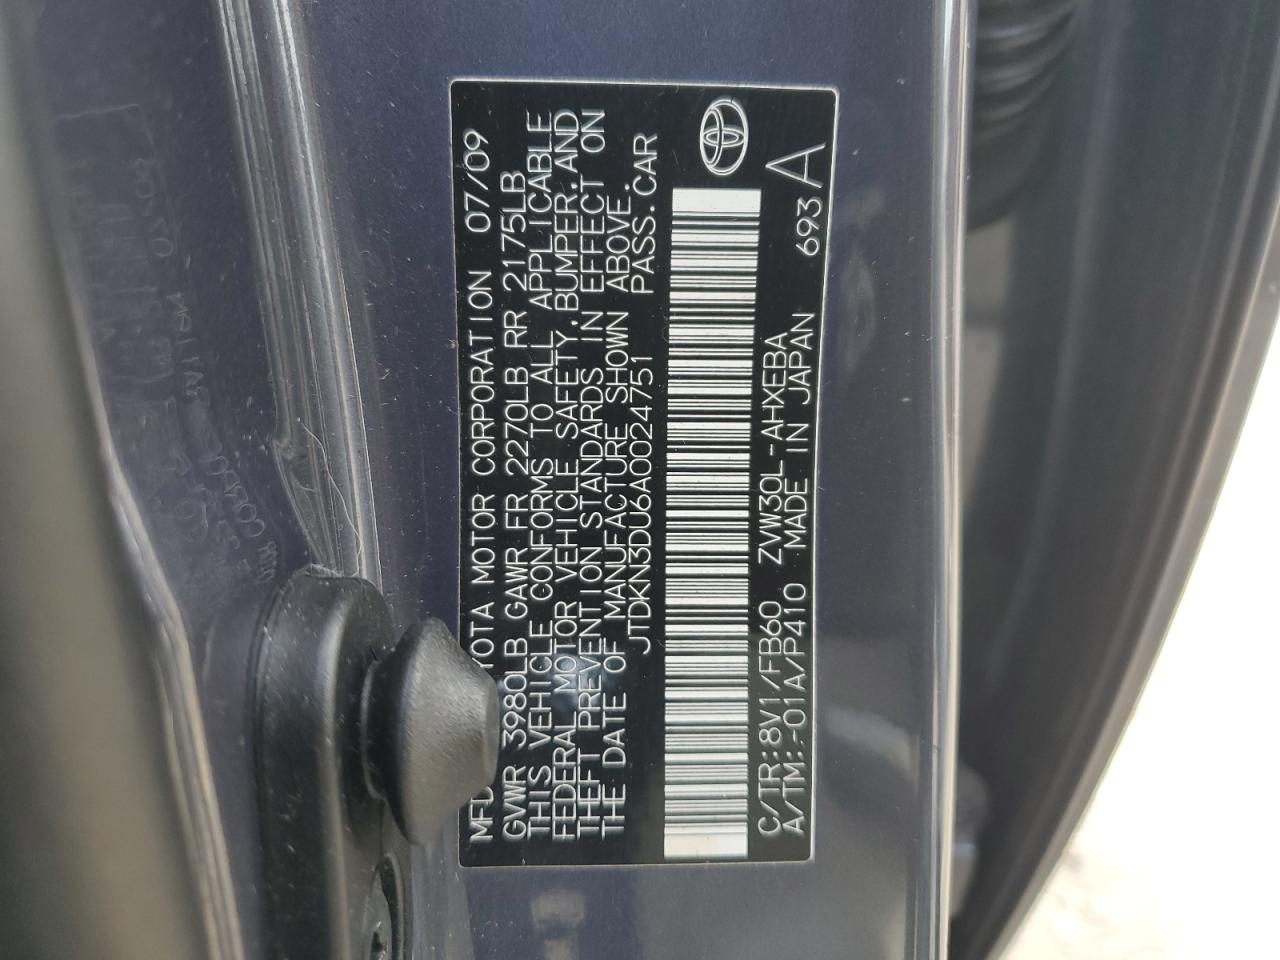 MFD OYOTA MOTOR CORPORATION 07/09
GVWR 3980LB GAWR FR 2270LB RR 2175LB
THIS VEHICLE CONFORMS TO ALL APPLICABLE
FEDERAL MOTOR VEHICLE SAFETY, BUMPER, AND
THEFT PREVENTION STANDARDS IN EFFECT ON
THE DATE OF MANUFACTURE SHOWN ABOVE.
JTDKN3DU6A0024751 PASS.CAR
C/TR:8V1/FB60 ZVW30L-AHXEBA
A/TM:-01A/P410 MADE IN JAPAN 693 A